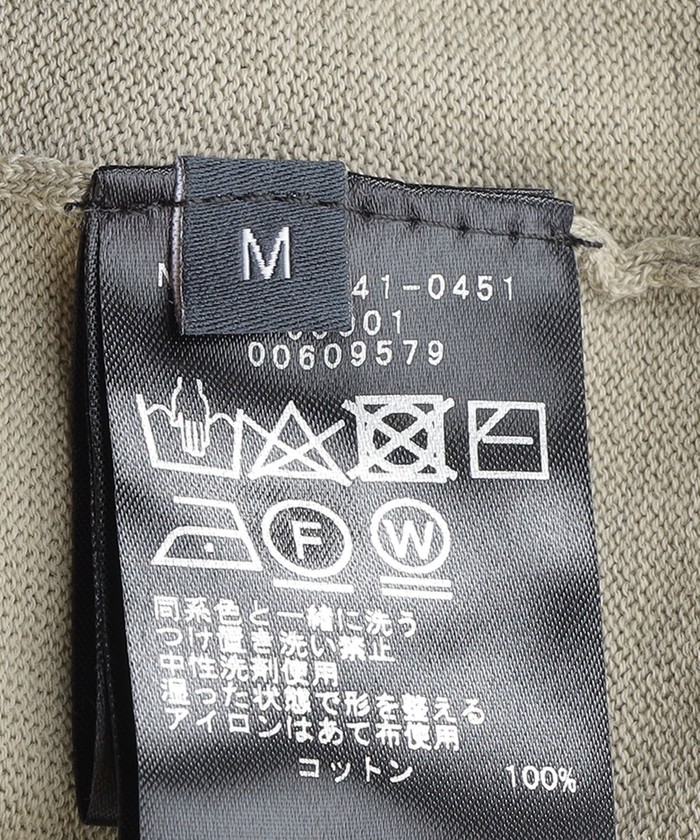 M
41-0451
00609579
F
W
同系色と一緒に洗う
つけ置き洗い禁止
中性洗剤使用
湿った状態で形を整える
アイロンはあて布使用
コットン 100%